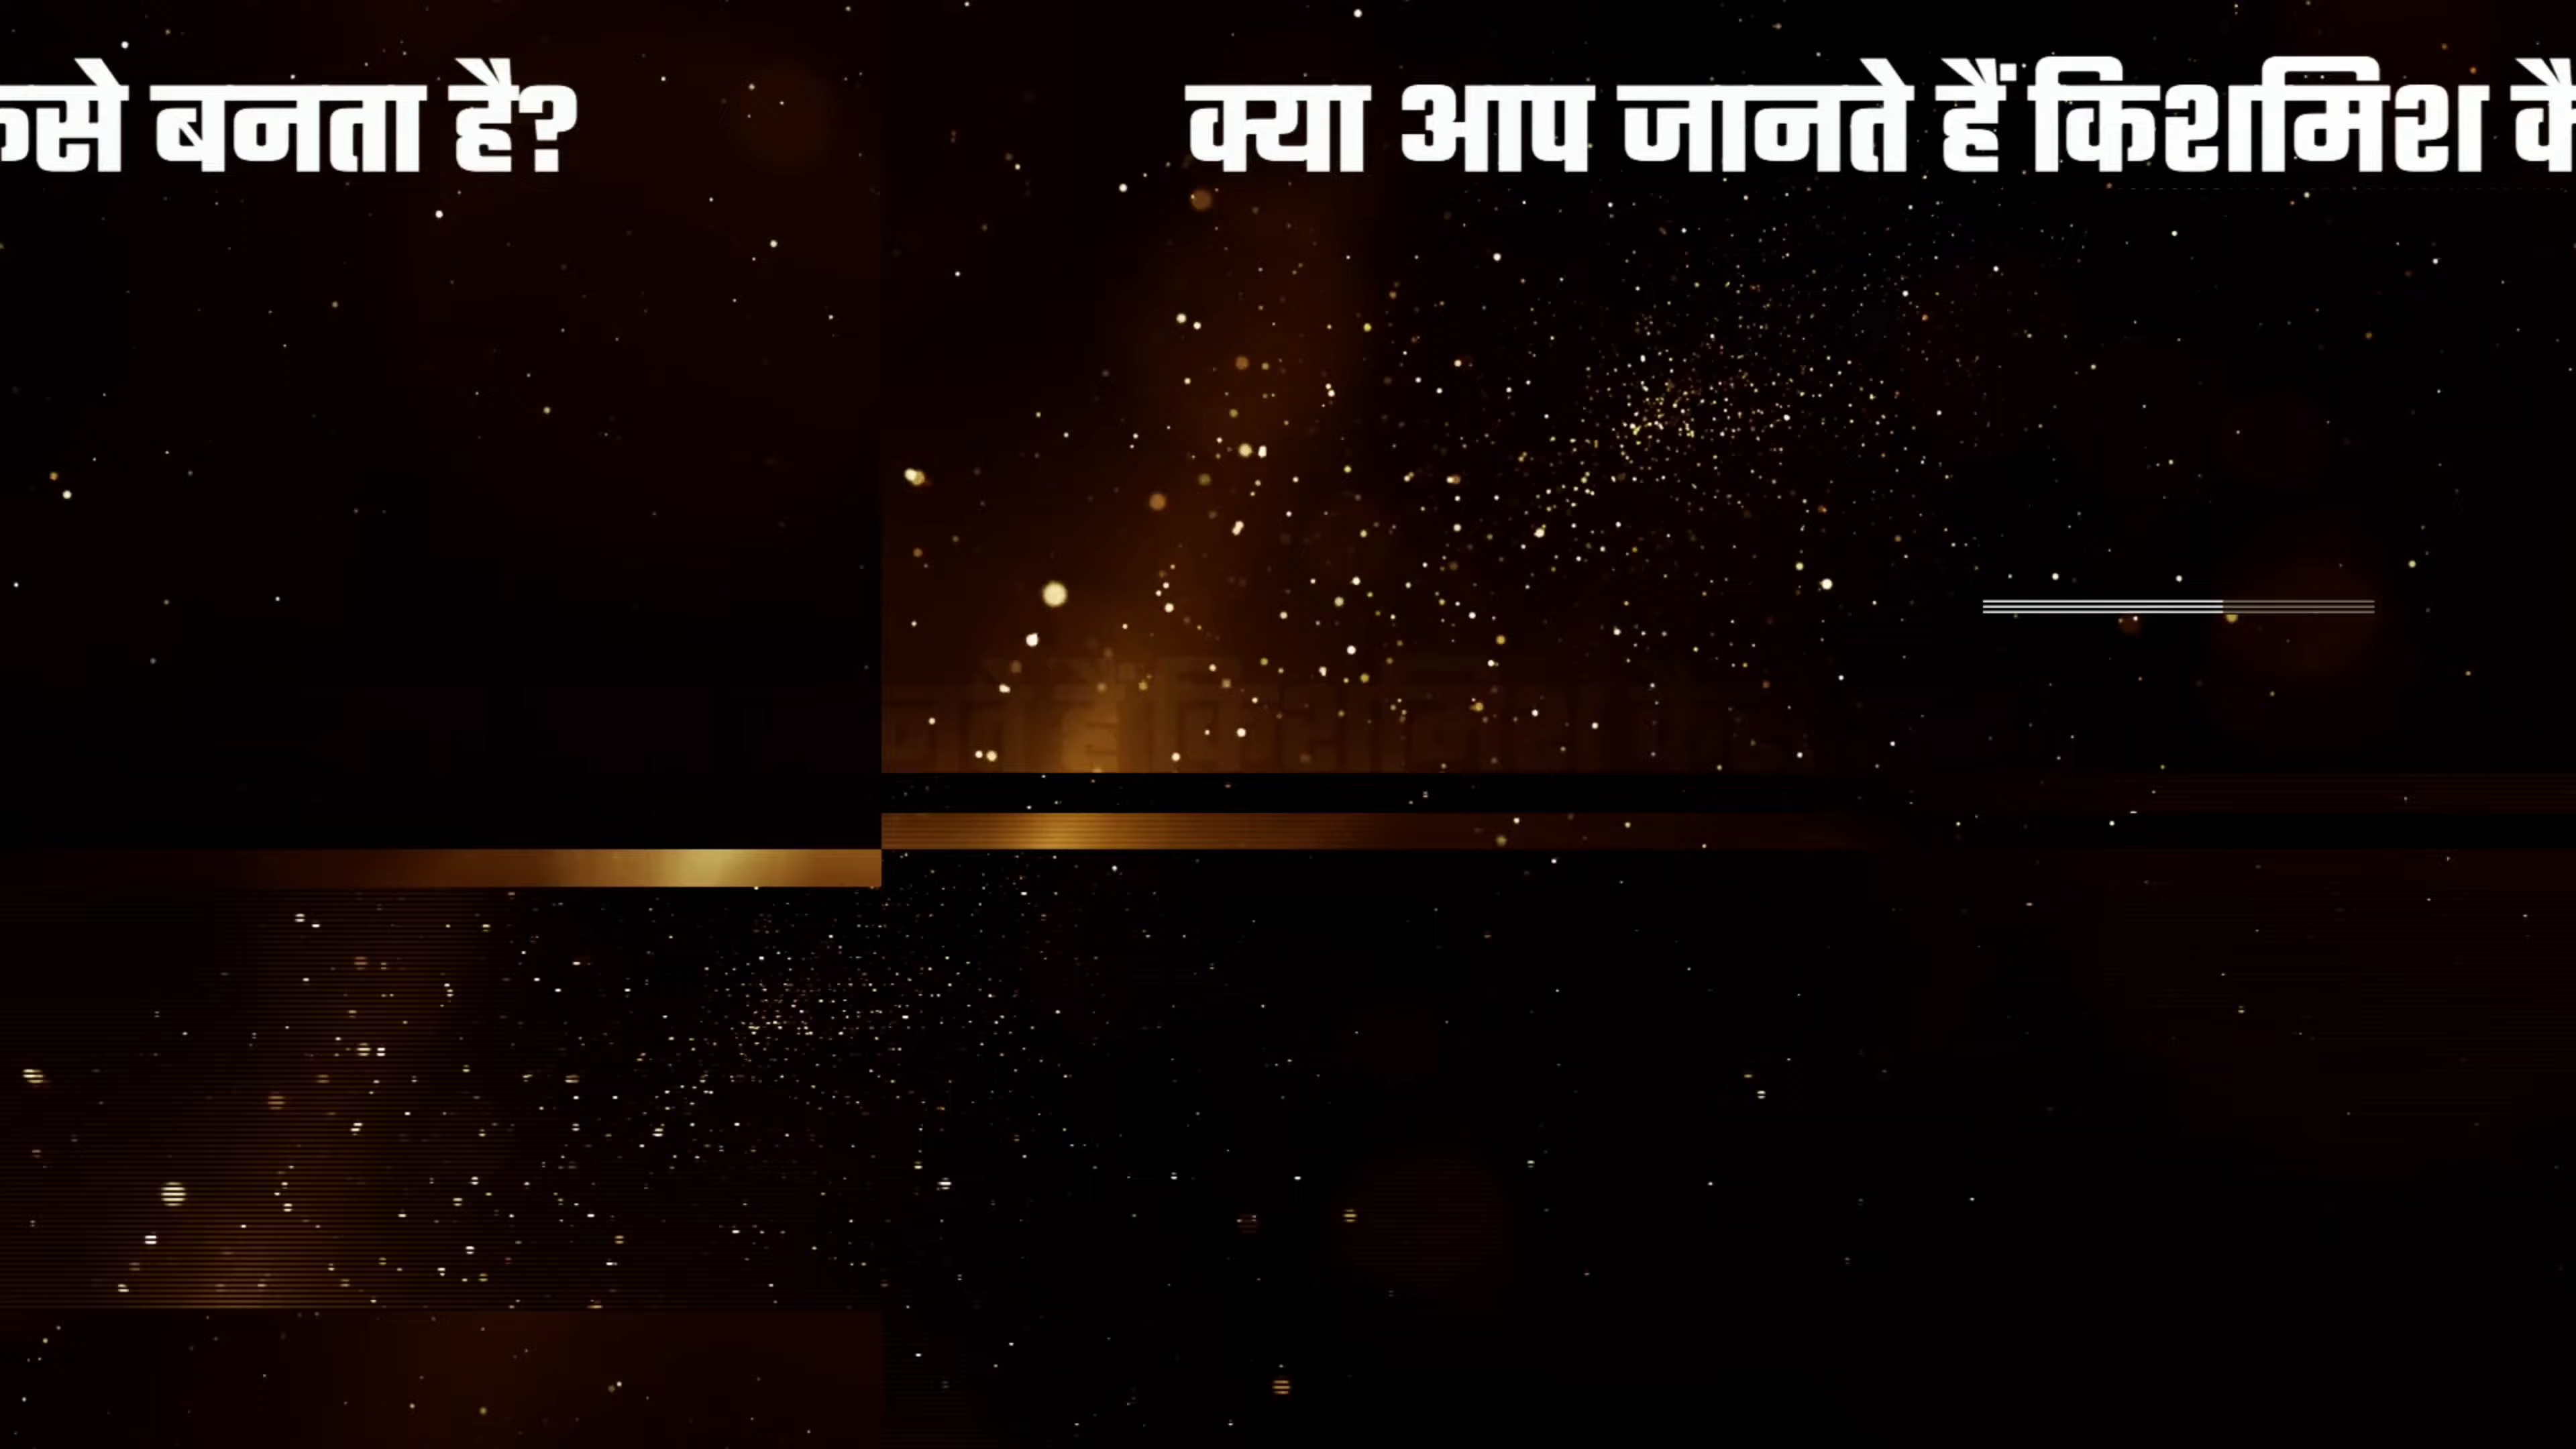 कैसे बनता है? क्या आप जानते हैं किशमिश कै